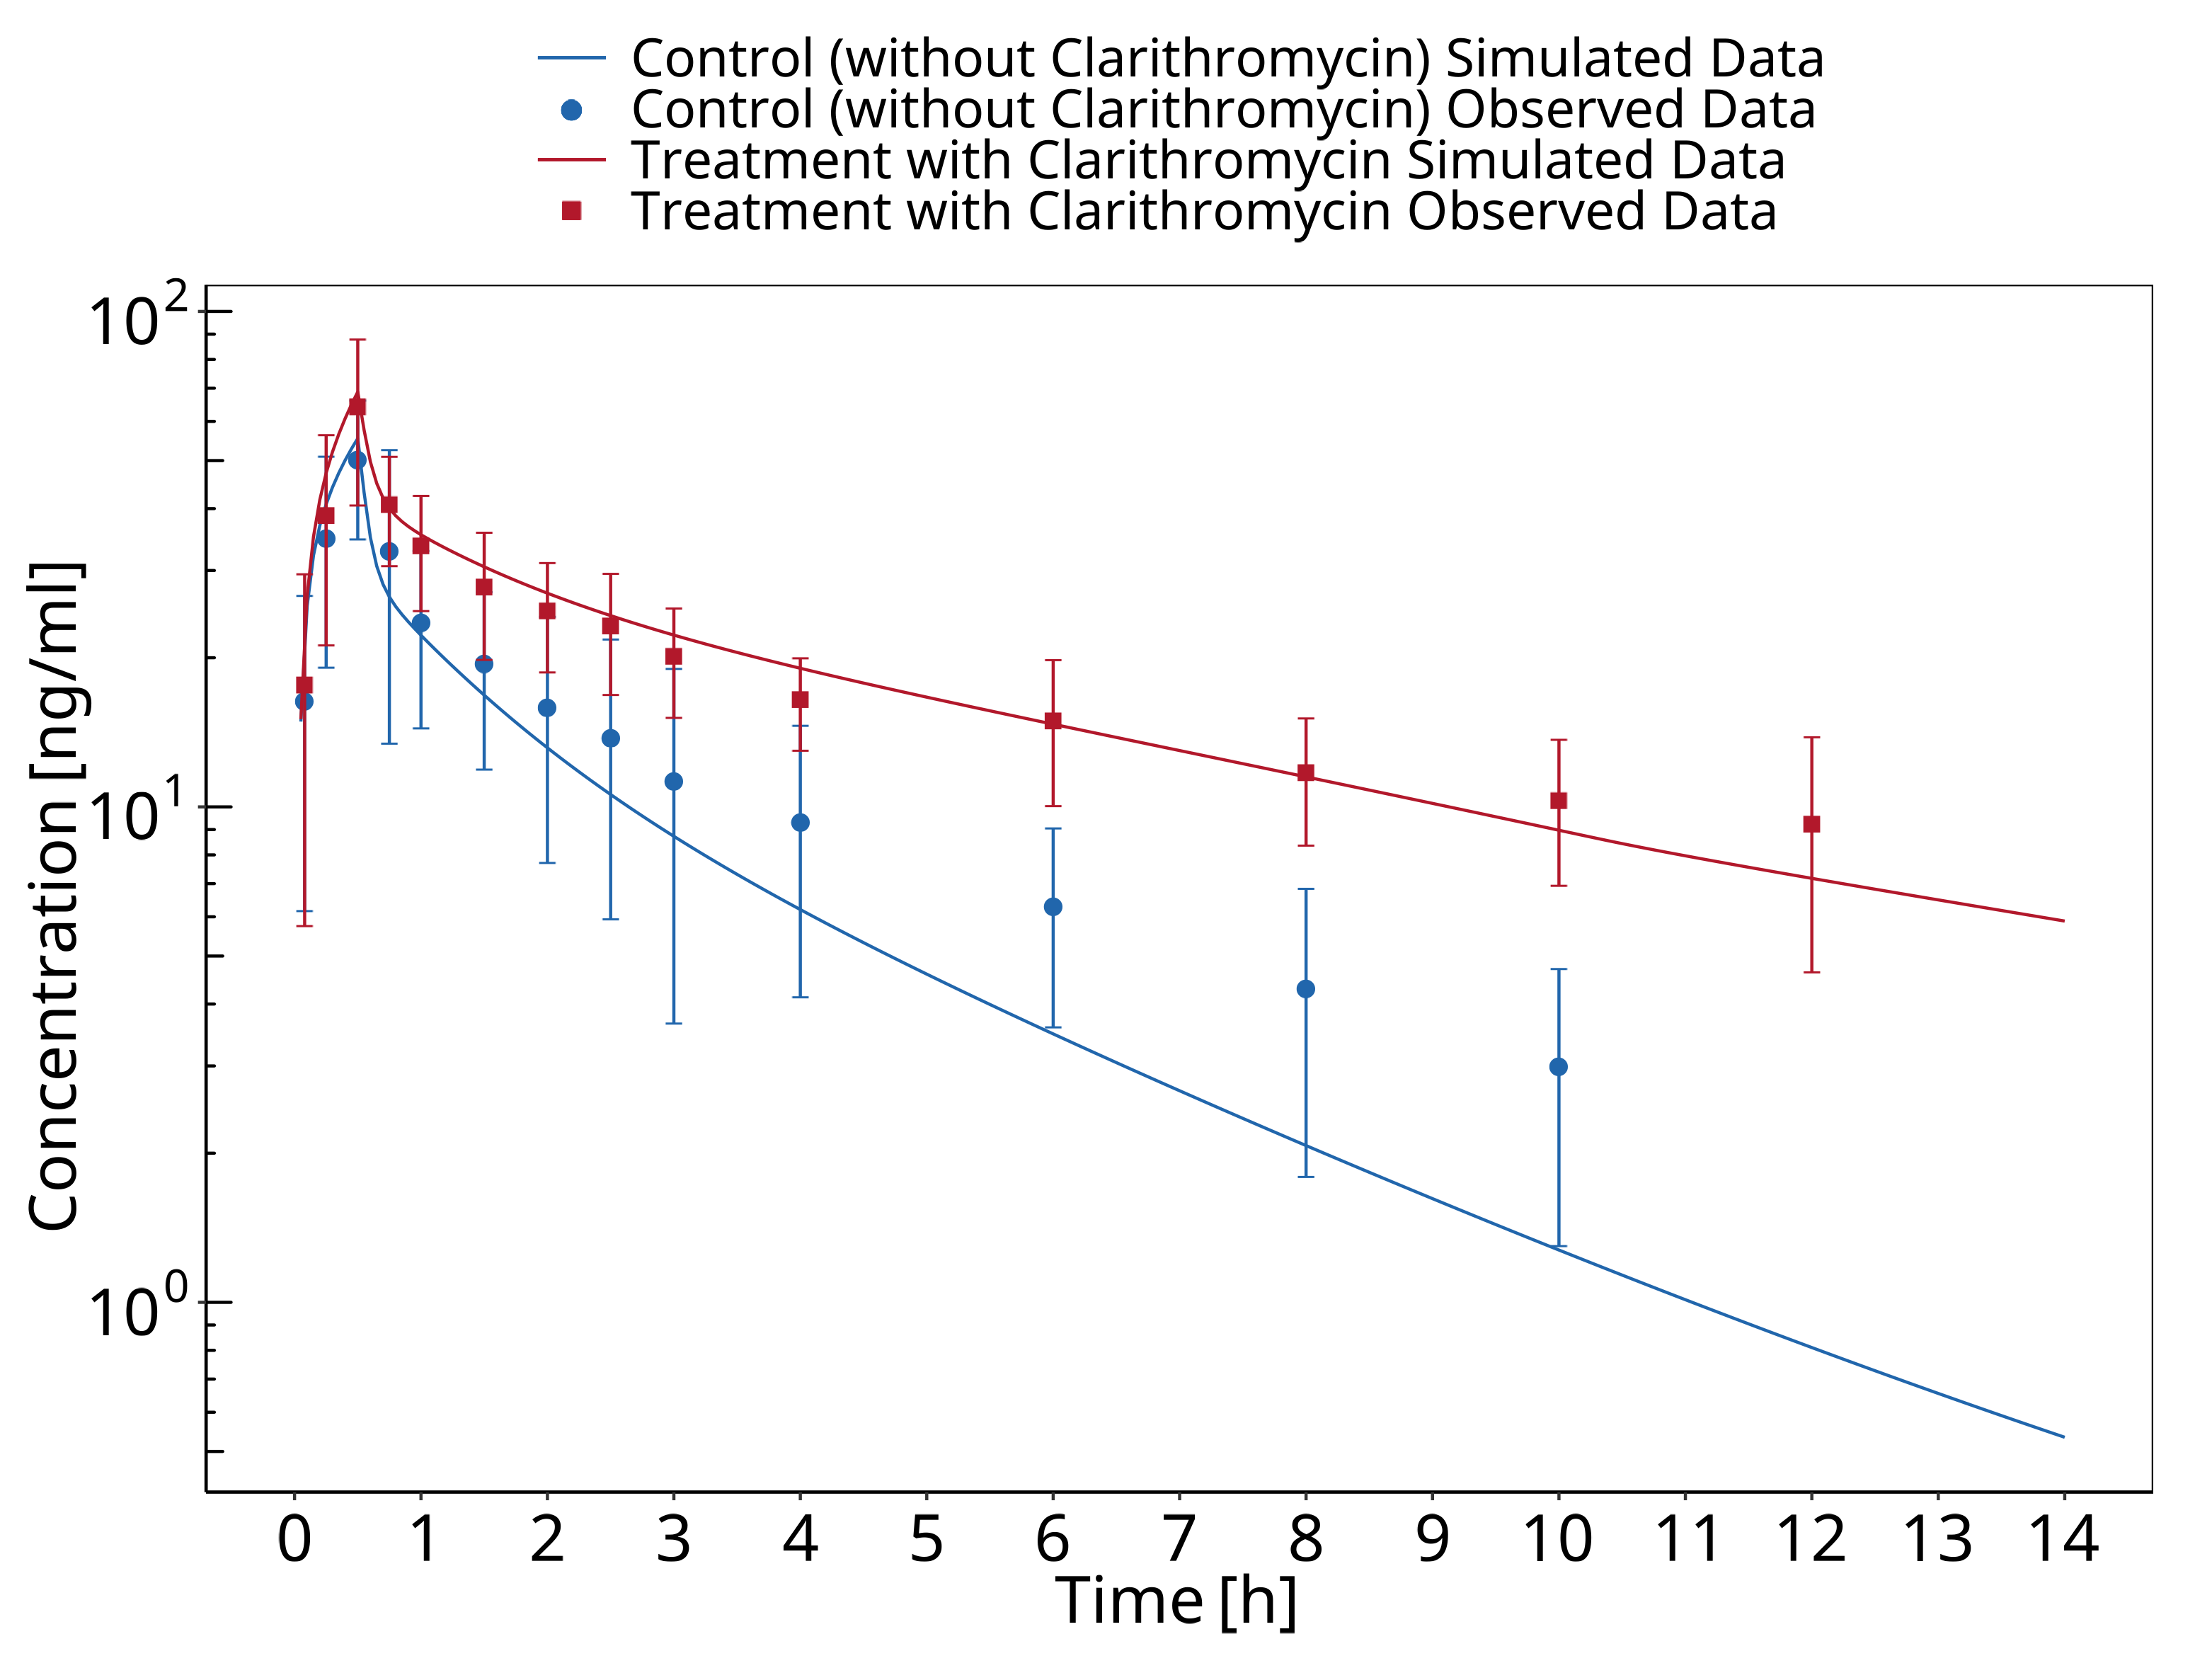 Control (without Clarithromycin) Simulated Data
Control (without Clarithromycin) Observed Data
Treatment with Clarithromycin Simulated Data
Treatment with Clarithromycin Observed Data
10^2
10^1
10^0
Concentration [ng/ml]
0 1 2 3 4 5 6 7 8 9 10 11 12 13 14
Time [h]